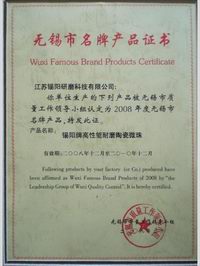 无锡市名牌产品证书
Wuxi Famous Brand Products Certificate
江苏锡阳研磨科技有限公司:
你单位生产的下列产品被无锡市质
量工作领导小组认定为2008年度无锡市
名牌产品,特发此证。
产品名称:
锡阳牌高性能耐磨陶瓷微珠
有效期:二〇〇八年十二月至二〇一〇年十二月
Following products by your factory (or Co.) produced have
been affirmed as Wuxi Famous Brand Products of 2008 by "the
Leadership Group of Wuxi Quality Control". It is hereby certified.